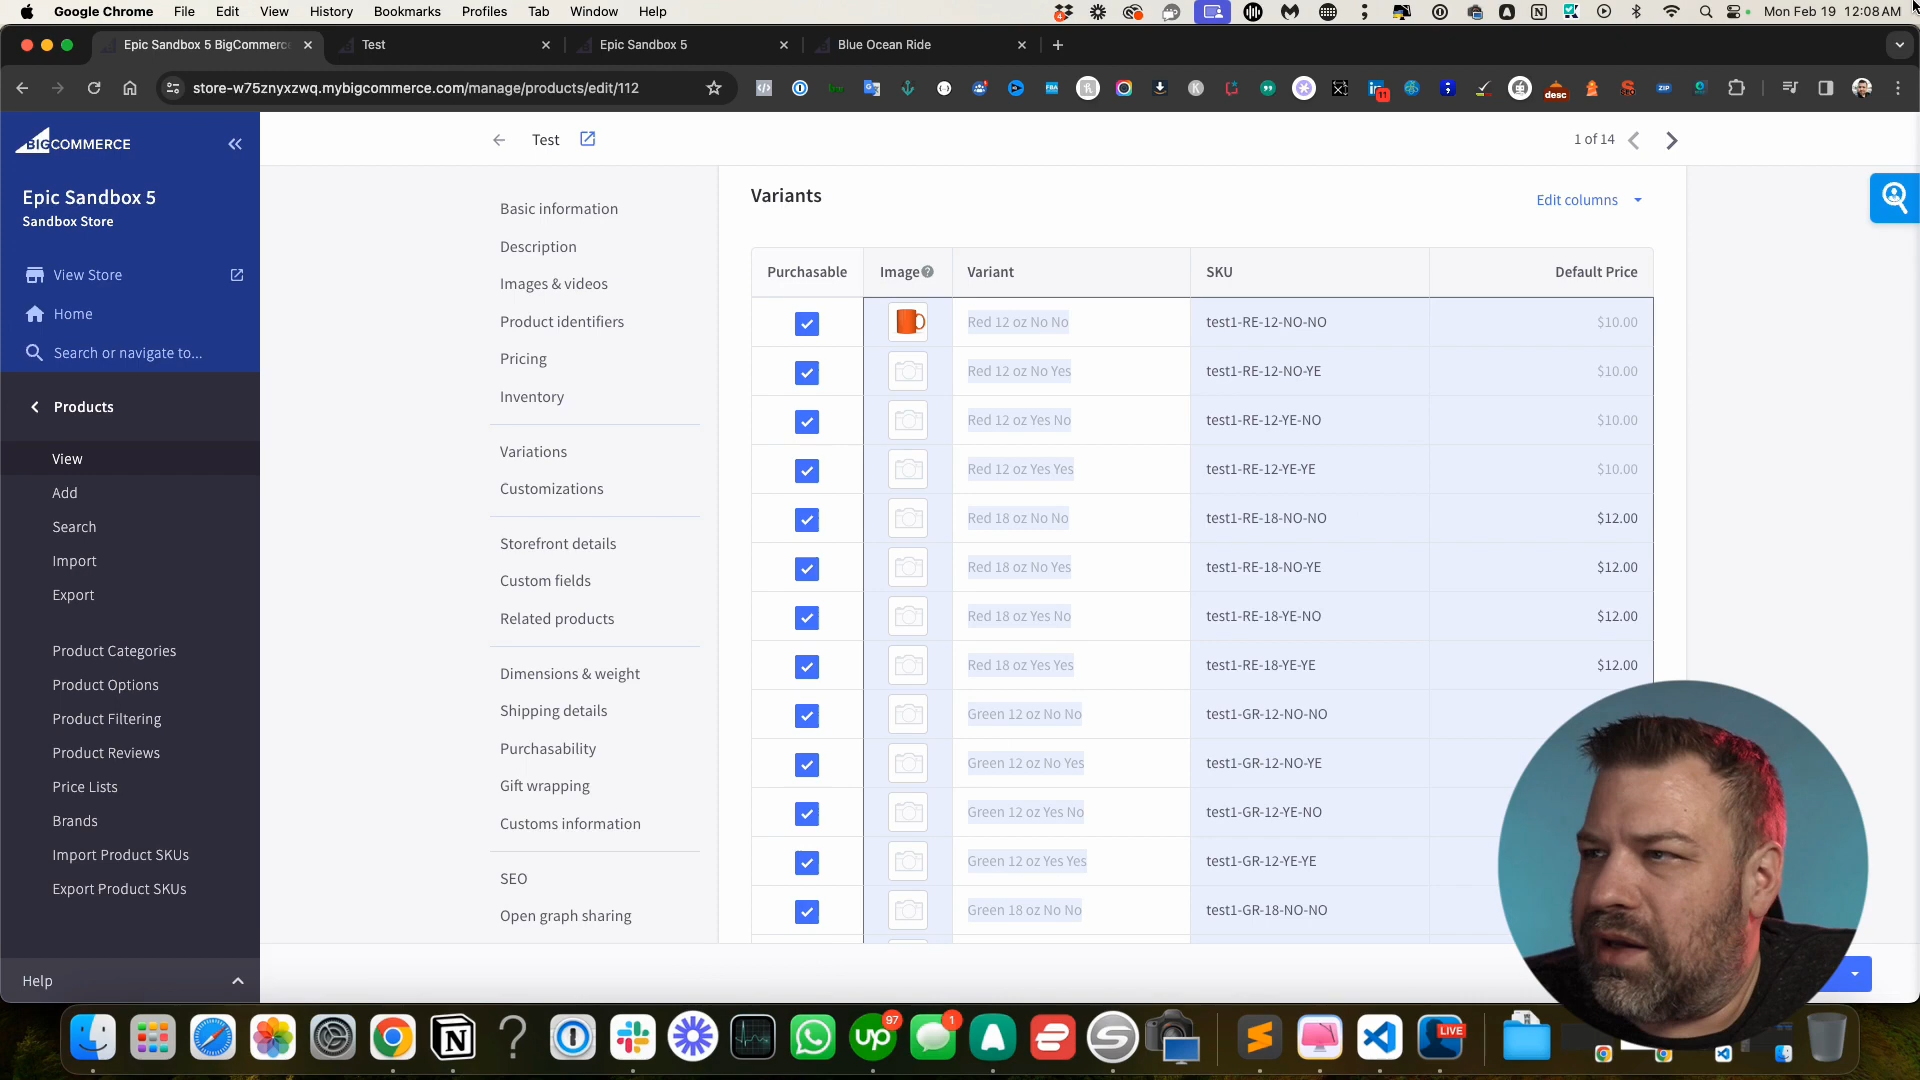 Google Chrome File Edit View History Bookmarks Profiles Tab Window Help Mon Feb 19 12:08 AM
Epic Sandbox 5 BigCommerc Test Epic Sandbox 5 Blue Ocean Ride
store-w75znyxzwq.mybigcommerce.com/manage/products/edit/112
FBA
11
desc
ZIP
BIGCOMMERCE
Test
1 of 14
Epic Sandbox 5
Sandbox Store
View Store
Home
Search or navigate to...
Products
View
Add
Search
Import
Export
Product Categories
Product Options
Product Filtering
Product Reviews
Price Lists
Brands
Import Product SKUs
Export Product SKUs
Help
Basic information
Description
Images & videos
Product identifiers
Pricing
Inventory
Variations
Customizations
Storefront details
Custom fields
Related products
Dimensions & weight
Shipping details
Purchasability
Gift wrapping
Customs information
SEO
Open graph sharing
Variants
Edit columns
Purchasable Image Variant SKU Default Price
Red 12 oz No No test1-RE-12-NO-NO $10.00
Red 12 oz No Yes test1-RE-12-NO-YE $10.00
Red 12 oz Yes No test1-RE-12-YE-NO $10.00
Red 12 oz Yes Yes test1-RE-12-YE-YE $10.00
Red 18 oz No No test1-RE-18-NO-NO $12.00
Red 18 oz No Yes test1-RE-18-NO-YE $12.00
Red 18 oz Yes No test1-RE-18-YE-NO $12.00
Red 18 oz Yes Yes test1-RE-18-YE-YE $12.00
Green 12 oz No No test1-GR-12-NO-NO
Green 12 oz No Yes test1-GR-12-NO-YE
Green 12 oz Yes No test1-GR-12-YE-NO
Green 12 oz Yes Yes test1-GR-12-YE-YE
Green 18 oz No No test1-GR-18-NO-NO
up 97 1 LIVE